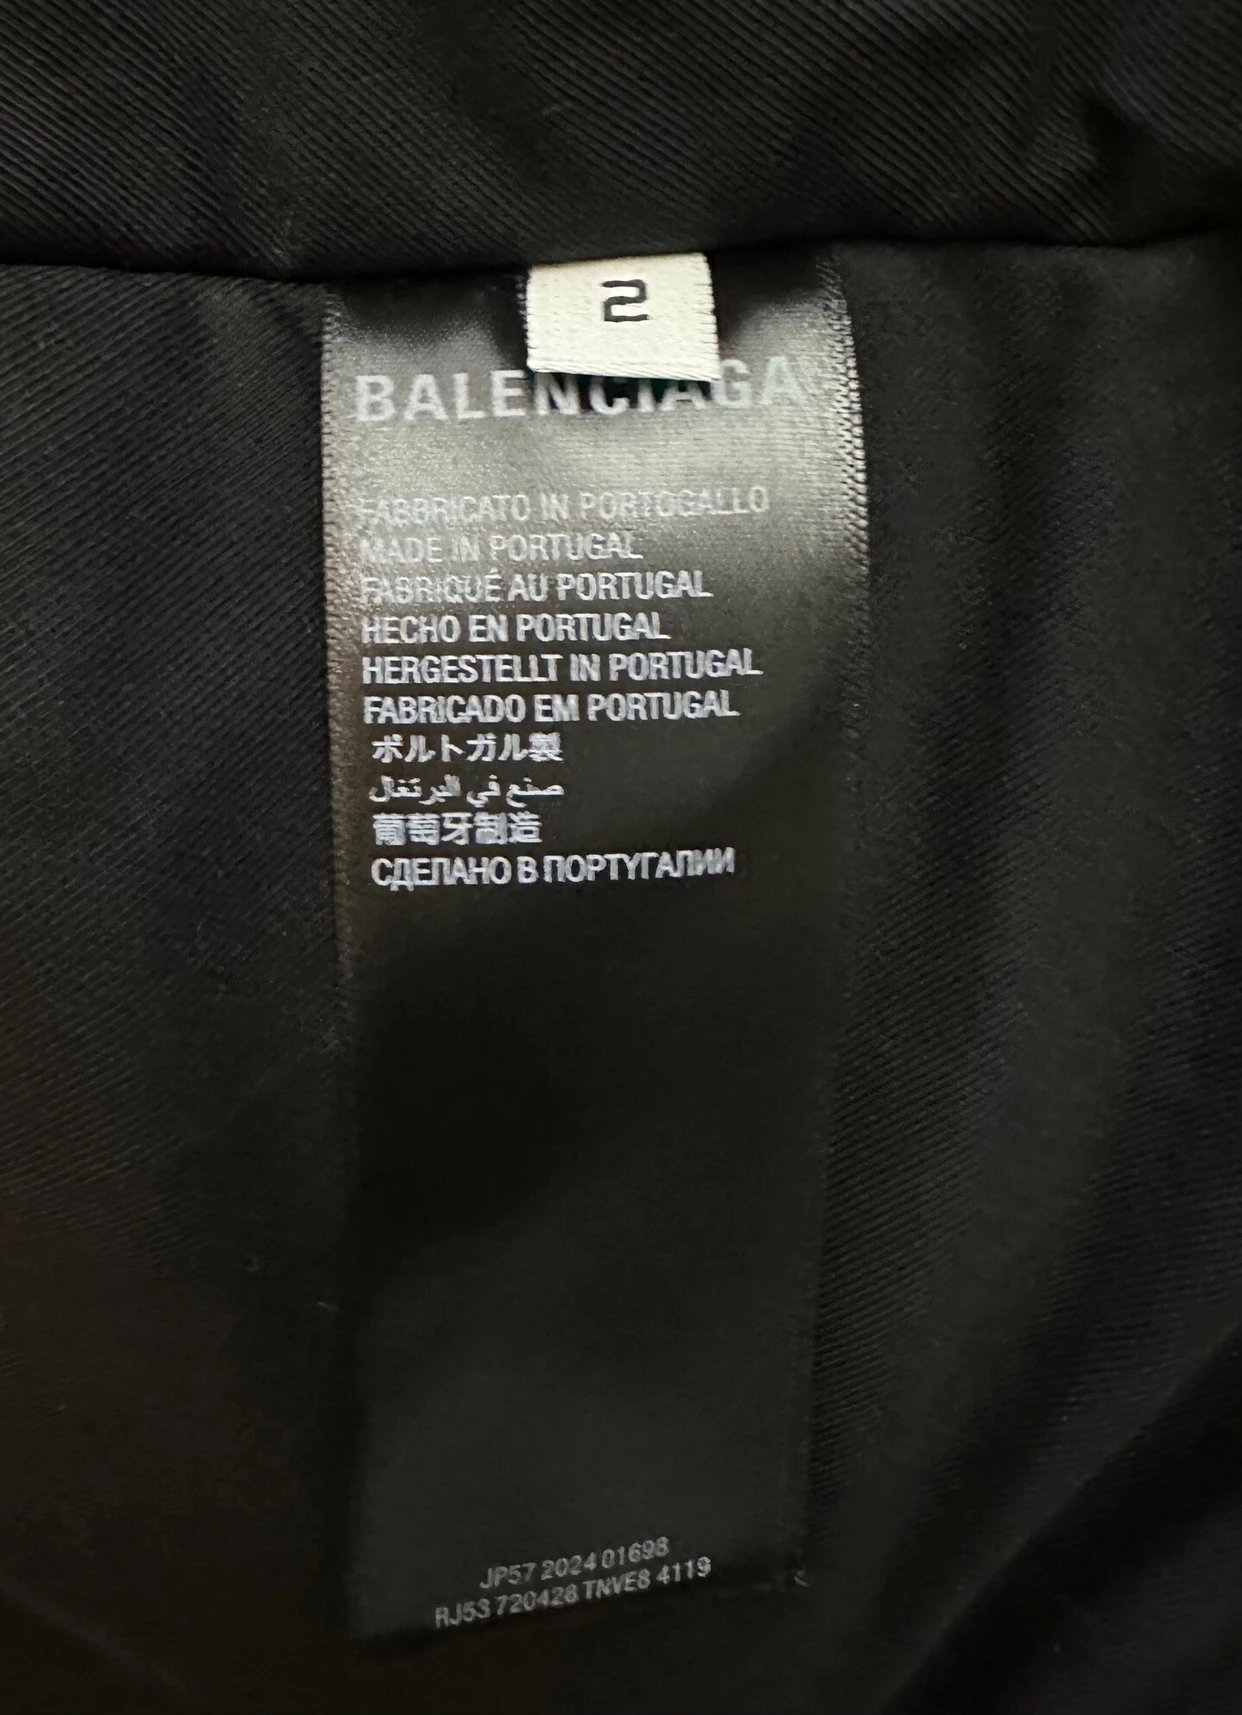 2
BALENCIAGA
FABBRICATO IN PORTOGALLO
MADE IN PORTUGAL
FABRIQUÉ AU PORTUGAL
HECHO EN PORTUGAL
HERGESTELLT IN PORTUGAL
FABRICADO EM PORTUGAL
ポルトガル製
صنع في البرتغال
葡萄牙制造
СДЕЛАНО В ПОРТУГАЛИИ
JP57 2024 01698
RJ53 720428 TNVE8 4119